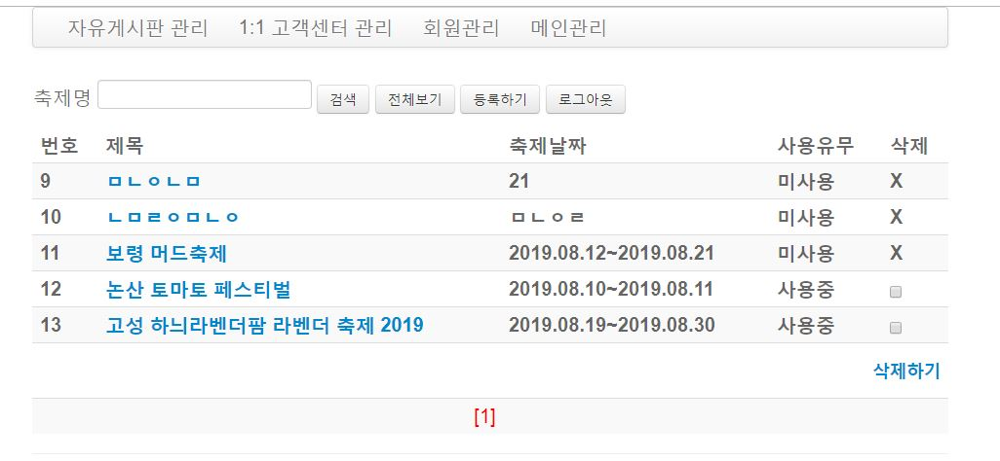 자유게시판 관리 1:1 고객센터 관리 회원관리 메인관리
축제명 검색 전체보기 등록하기 로그아웃
번호 제목 축제날짜 사용유무 삭제
9 ㅁㄴㅇㄴㅁ 21 미사용 X
10 ㄴㅁㄹㅇㅁㄴㅇ ㅁㄴㅇㄹ 미사용 X
11 보령 머드축제 2019.08.12~2019.08.21 미사용 X
12 논산 토마토 페스티벌 2019.08.10~2019.08.11 사용중
13 고성 하늬라벤더팜 라벤더 축제 2019 2019.08.19~2019.08.30 사용중
삭제하기
[1]